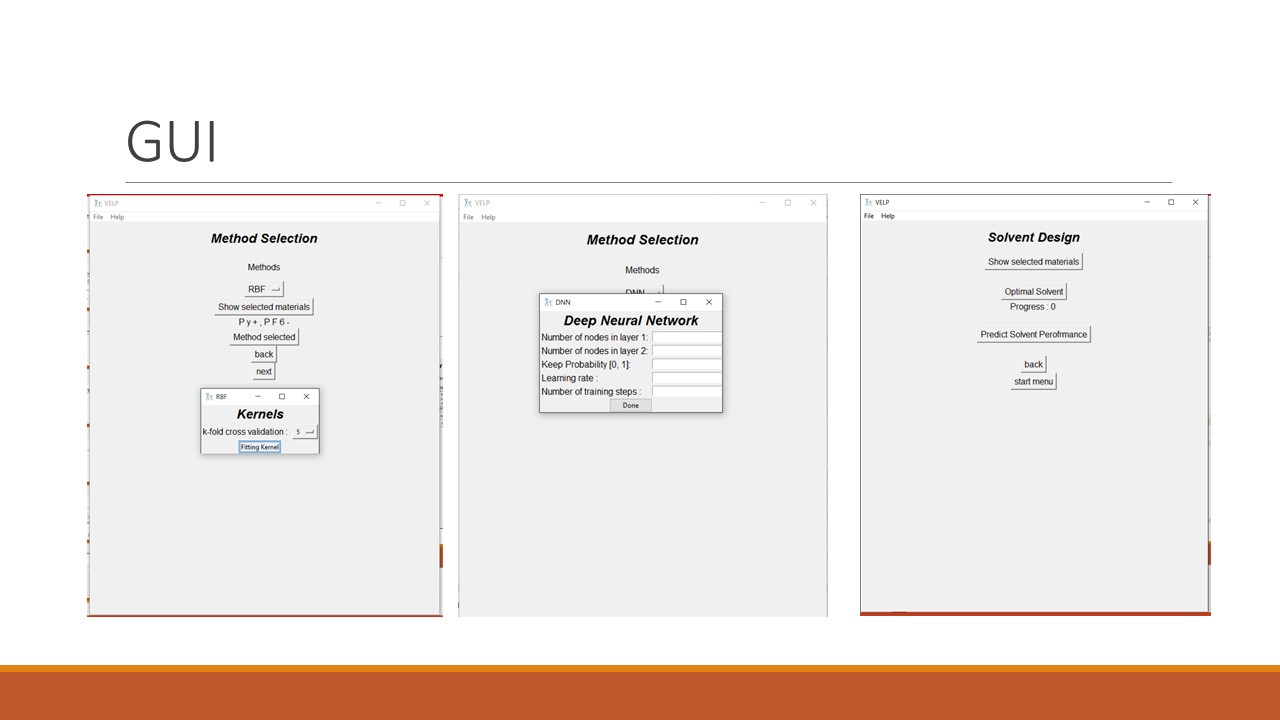 GUI
VELP
File Help
Method Selection
Methods
RBF
Show selected materials
P y + , P F 6 -
Method selected
back
next
RBF
Kernels
k-fold cross validation : 5
Fitting Kernel
VELP
File Help
Method Selection
Methods
DNN
DNN
Deep Neural Network
Number of nodes in layer 1:
Number of nodes in layer 2:
Keep Probability [0, 1]:
Learning rate :
Number of training steps :
Done
VELP
File Help
Solvent Design
Show selected materials
Optimal Solvent
Progress : 0
Predict Solvent Perofrmance
back
start menu